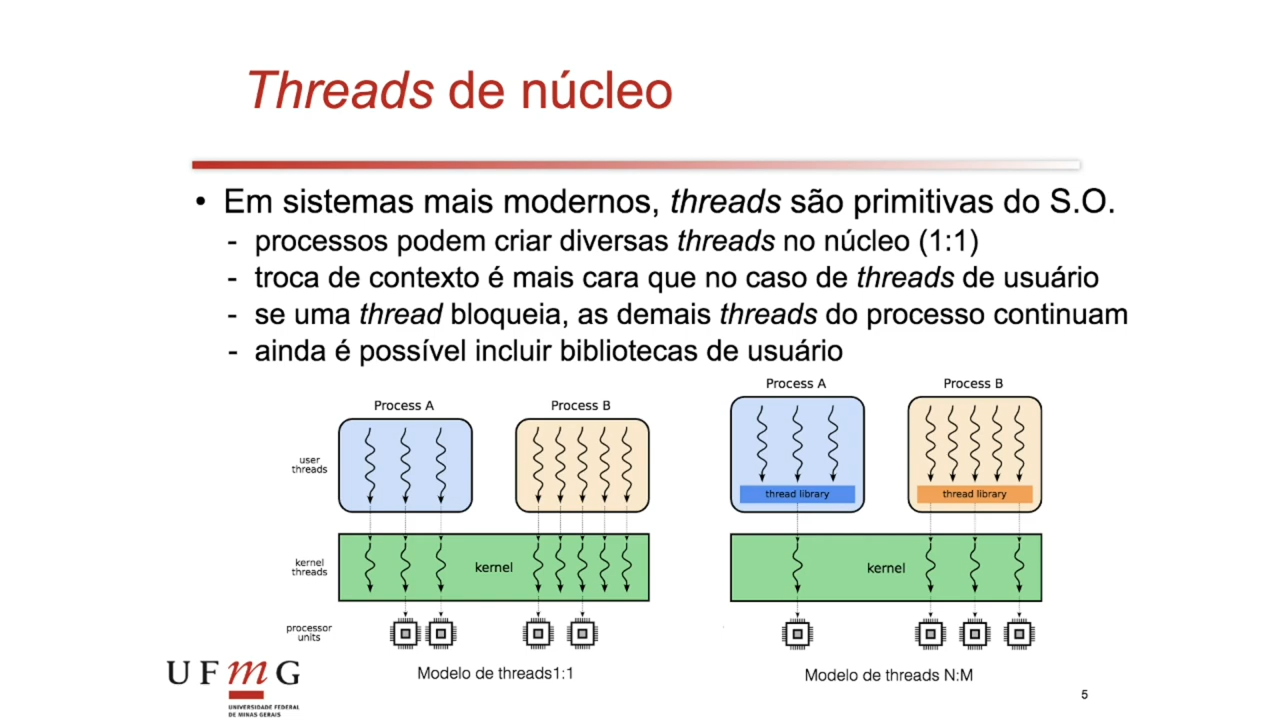 Threads de núcleo
• Em sistemas mais modernos, threads são primitivas do S.O.
- processos podem criar diversas threads no núcleo (1:1)
- troca de contexto é mais cara que no caso de threads de usuário
- se uma thread bloqueia, as demais threads do processo continuam
- ainda é possível incluir bibliotecas de usuário
Process A
Process B
user
threads
kernel
threads
kernel
processor
units
Modelo de threads1:1
Process A
Process B
thread library
thread library
kernel
Modelo de threads N:M
UFmG
UNIVERSIDADE FEDERAL
DE MINAS GERAIS
5